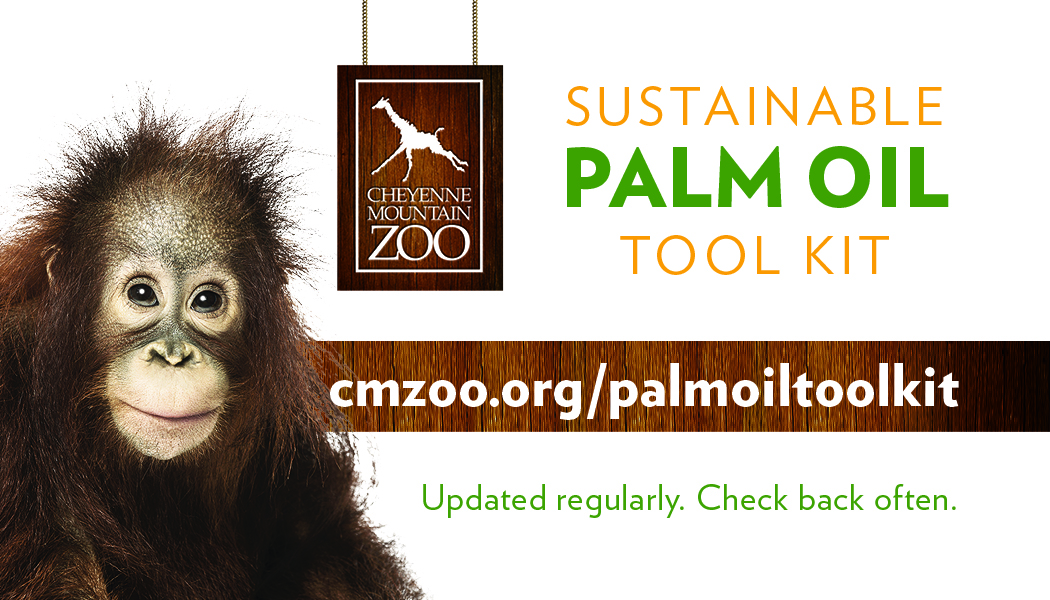 CHEYENNE
MOUNTAIN
ZOO
SUSTAINABLE
PALM OIL
TOOL KIT
cmzoo.org/palmoiltoolkit
Updated regularly. Check back often.